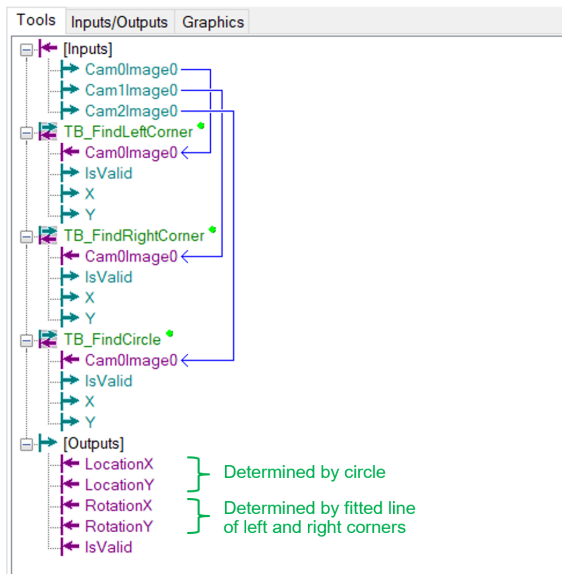 Tools Inputs/Outputs Graphics
[Inputs]
Cam0Image0
Cam1Image0
Cam2Image0
TB_FindLeftCorner
Cam0Image0
IsValid
X
Y
TB_FindRightCorner
Cam0Image0
IsValid
X
Y
TB_FindCircle
Cam0Image0
IsValid
X
Y
[Outputs]
LocationX
LocationY
Determined by circle
RotationX
RotationY
Determined by fitted line
of left and right corners
IsValid